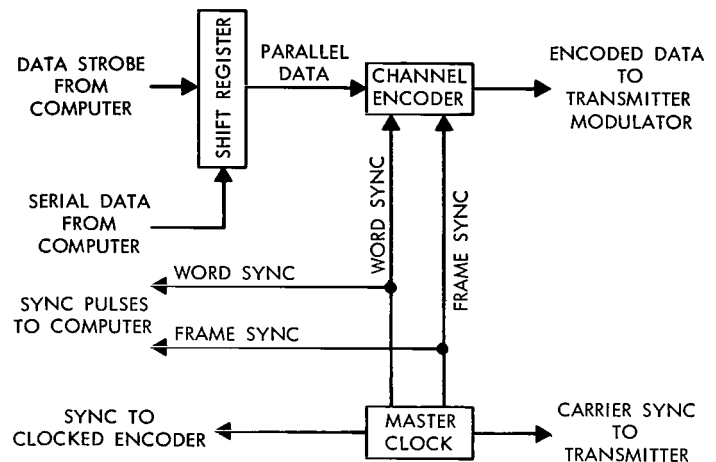 DATA STROBE
FROM
COMPUTER
SHIFT REGISTER
PARALLEL
DATA
CHANNEL
ENCODER
ENCODED DATA
TO
TRANSMITTER
MODULATOR
SERIAL DATA
FROM
COMPUTER
WORD SYNC
FRAME SYNC
WORD SYNC
SYNC PULSES
TO COMPUTER
FRAME SYNC
SYNC TO
CLOCKED ENCODER
MASTER
CLOCK
CARRIER SYNC
TO
TRANSMITTER